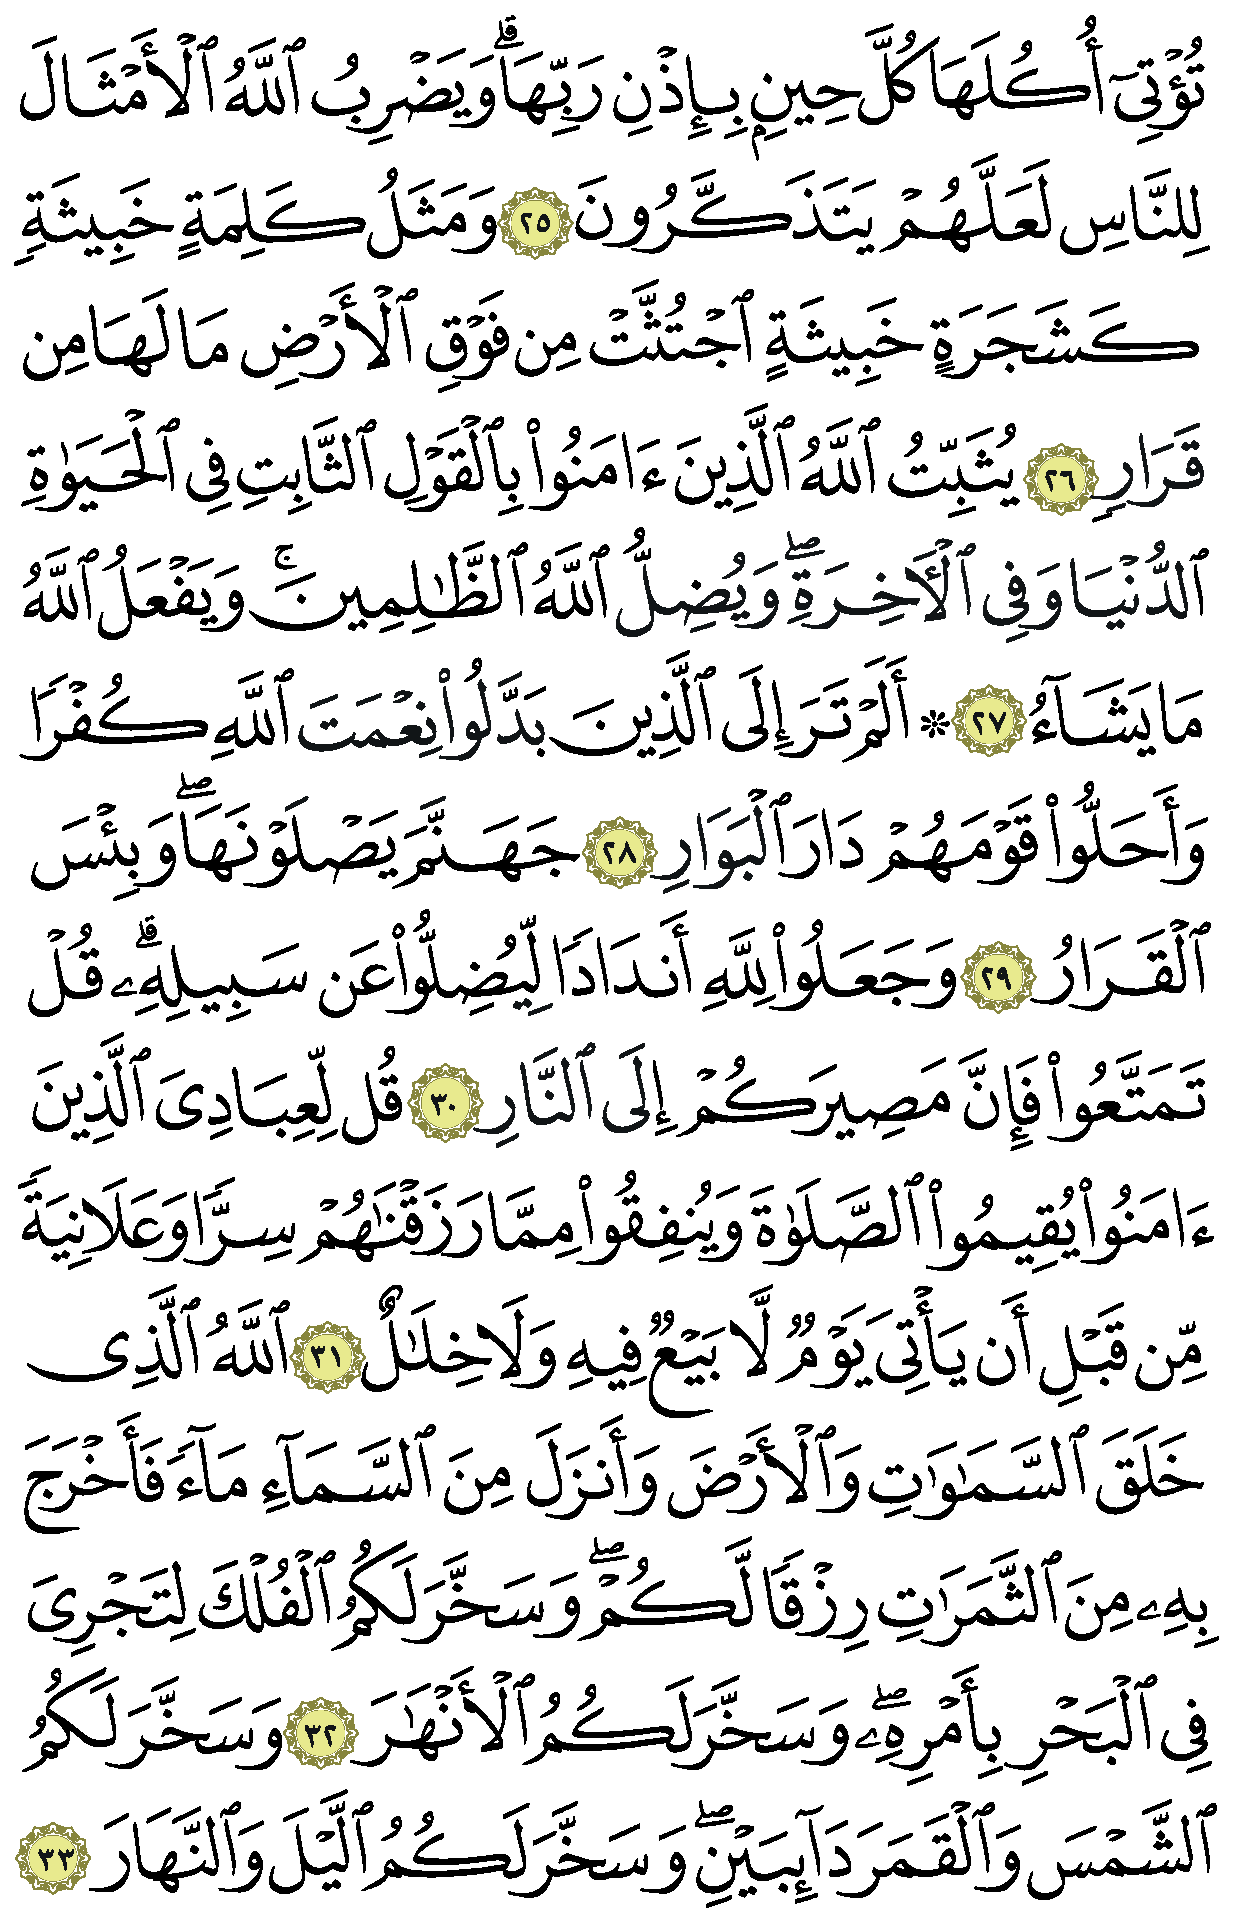 تُؤْتِىٓ أُكُلَهَا كُلَّ حِينٍۭ بِإِذْنِ رَبِّهَا ۗ وَيَضْرِبُ ٱللَّهُ ٱلْأَمْثَالَ
لِلنَّاسِ لَعَلَّهُمْ يَتَذَكَّرُونَ ٢٥ وَمَثَلُ كَلِمَةٍ خَبِيثَةٍ
كَشَجَرَةٍ خَبِيثَةٍ ٱجْتُثَّتْ مِن فَوْقِ ٱلْأَرْضِ مَا لَهَا مِن
قَرَارٍ ٢٦ يُثَبِّتُ ٱللَّهُ ٱلَّذِينَ ءَامَنُوا۟ بِٱلْقَوْلِ ٱلثَّابِتِ فِى ٱلْحَيَوٰةِ
ٱلدُّنْيَا وَفِى ٱلْأَخِرَةِ ۖ وَيُضِلُّ ٱللَّهُ ٱلظَّٰلِمِينَ ۚ وَيَفْعَلُ ٱللَّهُ
مَا يَشَآءُ ٢٧ ۞ أَلَمْ تَرَ إِلَى ٱلَّذِينَ بَدَّلُوا۟ نِعْمَتَ ٱللَّهِ كُفْرًا
وَأَحَلُّوا۟ قَوْمَهُمْ دَارَ ٱلْبَوَارِ ٢٨ جَهَنَّمَ يَصْلَوْنَهَا ۖ وَبِئْسَ
ٱلْقَرَارُ ٢٩ وَجَعَلُوا۟ لِلَّهِ أَندَادًا لِّيُضِلُّوا۟ عَن سَبِيلِهِۦ ۗ قُلْ
تَمَتَّعُوا۟ فَإِنَّ مَصِيرَكُمْ إِلَى ٱلنَّارِ ٣٠ قُل لِّعِبَادِىَ ٱلَّذِينَ
ءَامَنُوا۟ يُقِيمُوا۟ ٱلصَّلَوٰةَ وَيُنفِقُوا۟ مِمَّا رَزَقْنَٰهُمْ سِرًّا وَعَلَانِيَةً
مِّن قَبْلِ أَن يَأْتِىَ يَوْمٌ لَّا بَيْعٌ فِيهِ وَلَا خِلَٰلٌ ٣١ ٱللَّهُ ٱلَّذِى
خَلَقَ ٱلسَّمَٰوَٰتِ وَٱلْأَرْضَ وَأَنزَلَ مِنَ ٱلسَّمَآءِ مَآءً فَأَخْرَجَ
بِهِۦ مِنَ ٱلثَّمَرَٰتِ رِزْقًا لَّكُمْ ۖ وَسَخَّرَ لَكُمُ ٱلْفُلْكَ لِتَجْرِىَ
فِى ٱلْبَحْرِ بِأَمْرِهِۦ ۖ وَسَخَّرَ لَكُمُ ٱلْأَنْهَٰرَ ٣٢ وَسَخَّرَ لَكُمُ
ٱلشَّمْسَ وَٱلْقَمَرَ دَآئِبَيْنِ ۖ وَسَخَّرَ لَكُمُ ٱلَّيْلَ وَٱلنَّهَارَ ٣٣